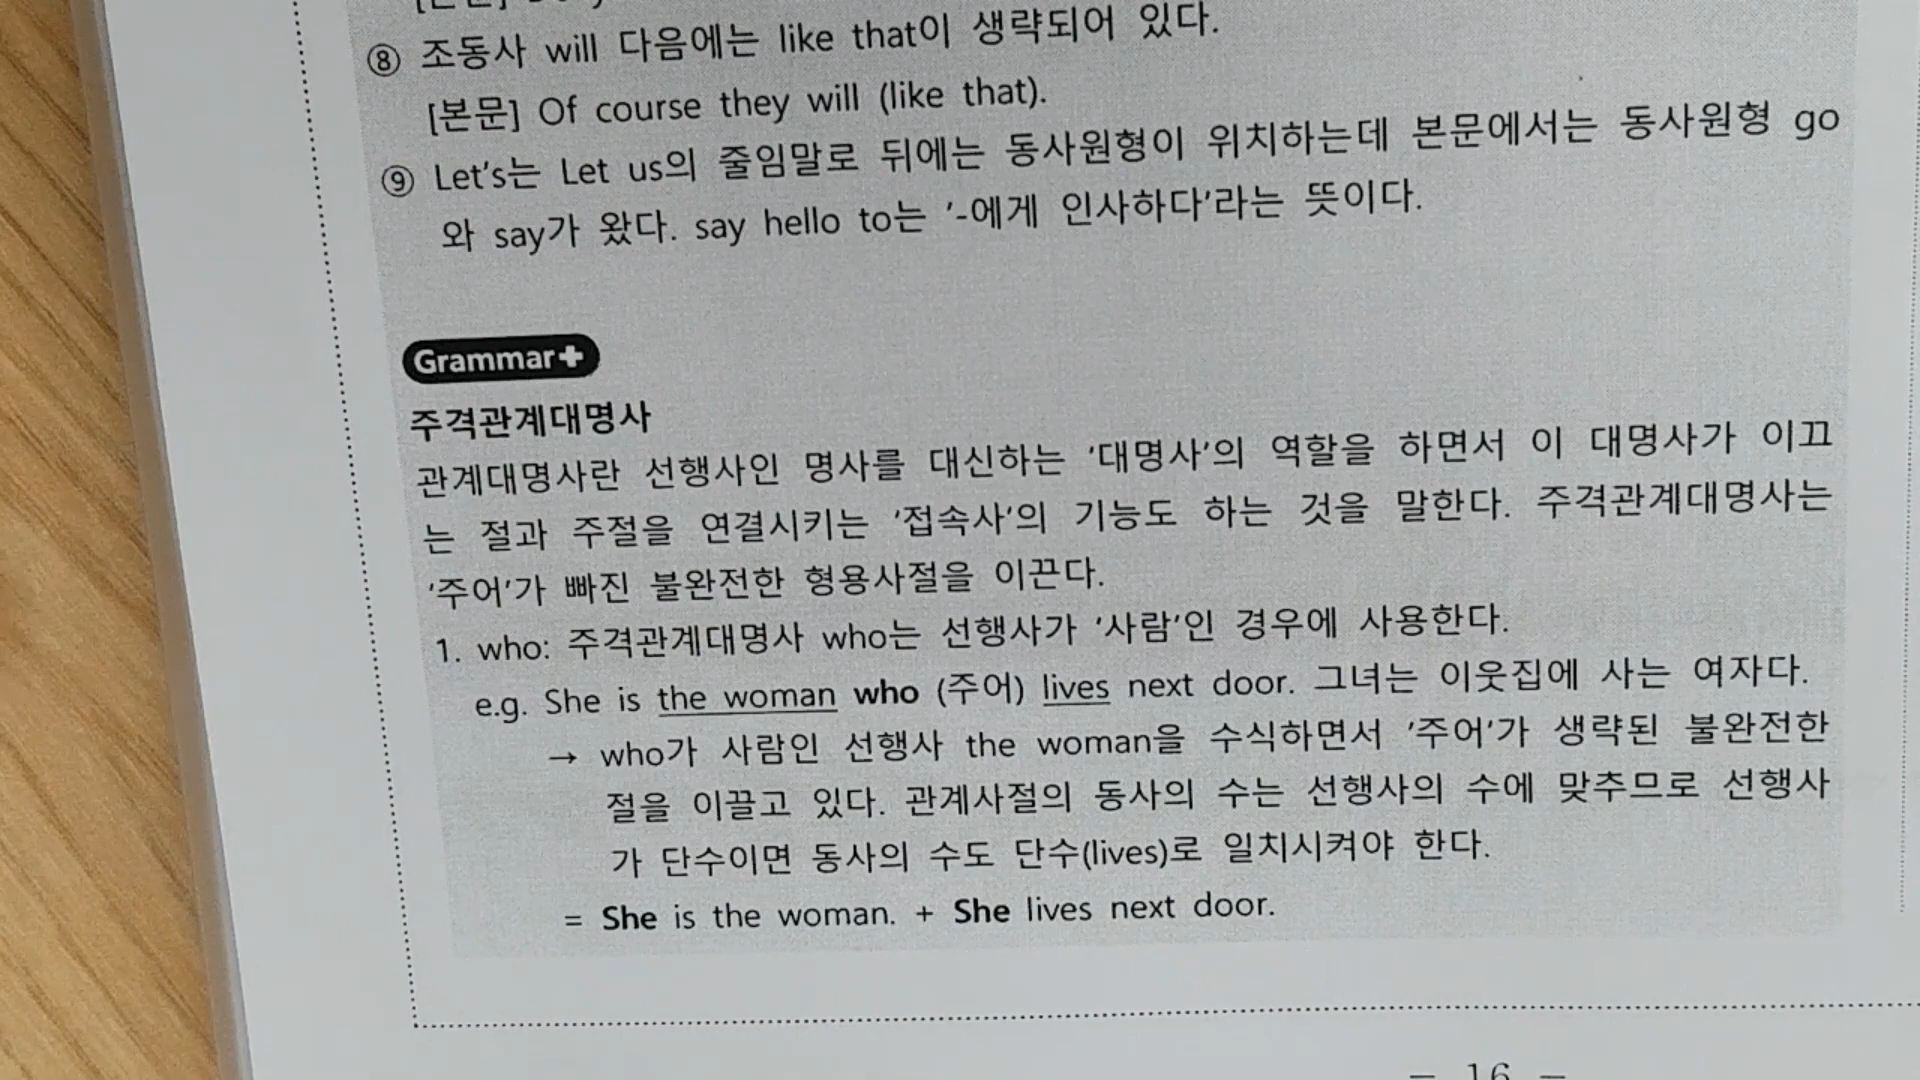 ⑧ 조동사 will 다음에는 like that이 생략되어 있다.
[본문] Of course they will (like that).
⑨ Let's는 Let us의 줄임말로 뒤에는 동사원형이 위치하는데 본문에서는 동사원형 go
와 say가 왔다. say hello to는 '-에게 인사하다'라는 뜻이다.
Grammar+
주격관계대명사
관계대명사란 선행사인 명사를 대신하는 '대명사'의 역할을 하면서 이 대명사가 이끄
는 절과 주절을 연결시키는 '접속사'의 기능도 하는 것을 말한다. 주격관계대명사는
'주어'가 빠진 불완전한 형용사절을 이끈다.
1. who: 주격관계대명사 who는 선행사가 '사람'인 경우에 사용한다.
e.g. She is the woman who (주어) lives next door. 그녀는 이웃집에 사는 여자다.
→ who가 사람인 선행사 the woman을 수식하면서 '주어'가 생략된 불완전한
절을 이끌고 있다. 관계사절의 동사의 수는 선행사의 수에 맞추므로 선행사
가 단수이면 동사의 수도 단수(lives)로 일치시켜야 한다.
= She is the woman. + She lives next door.
– 16 –